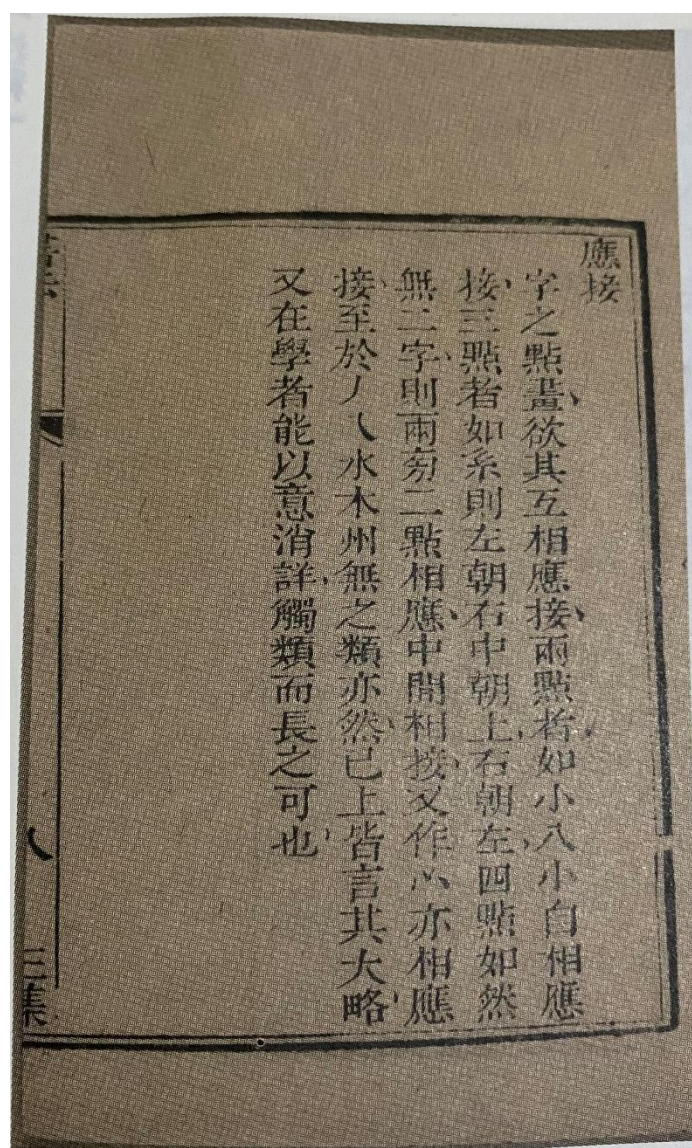 應接
字之點畫欲其互相應接兩點者如小八小自相應
接三點者如糸則左朝右中朝上右朝左四點如然
無二字則兩旁二點相應中間相接又作灬亦相應
接至於丿乀水木州無之類亦然已上皆言其大略
又在學者能以意消詳觸類而長之可也
八
三集